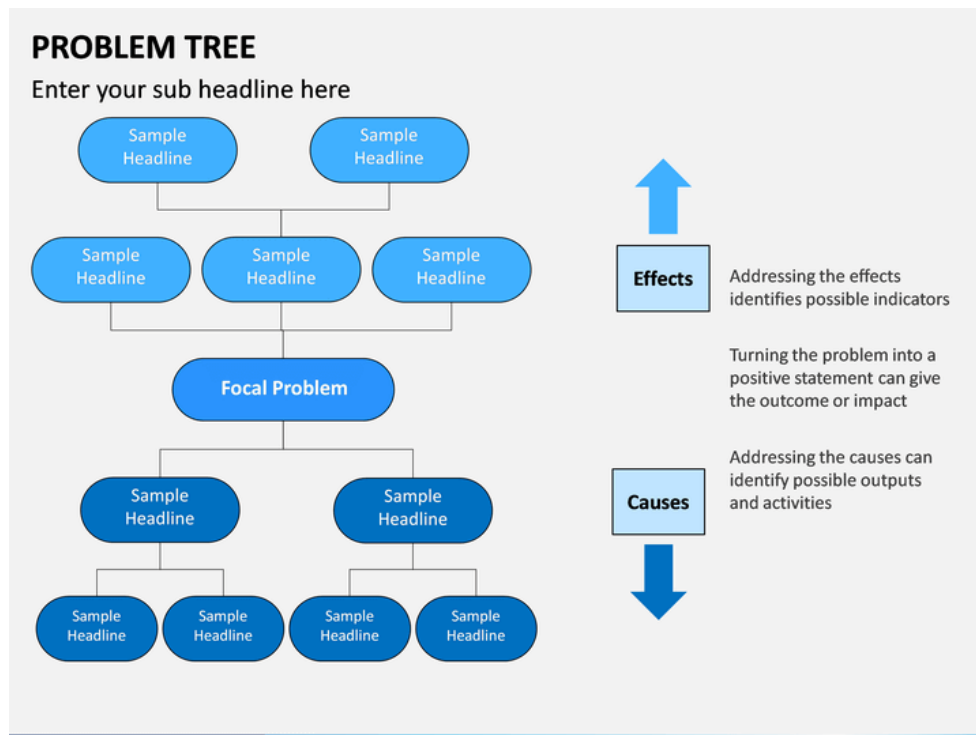 PROBLEM TREE
Enter your sub headline here
Sample
Headline
Sample
Headline
Sample
Headline
Sample
Headline
Sample
Headline
Focal Problem
Sample
Headline
Sample
Headline
Sample
Headline
Sample
Headline
Sample
Headline
Sample
Headline
Effects
Addressing the effects
identifies possible indicators
Turning the problem into a
positive statement can give
the outcome or impact
Causes
Addressing the causes can
identify possible outputs
and activities